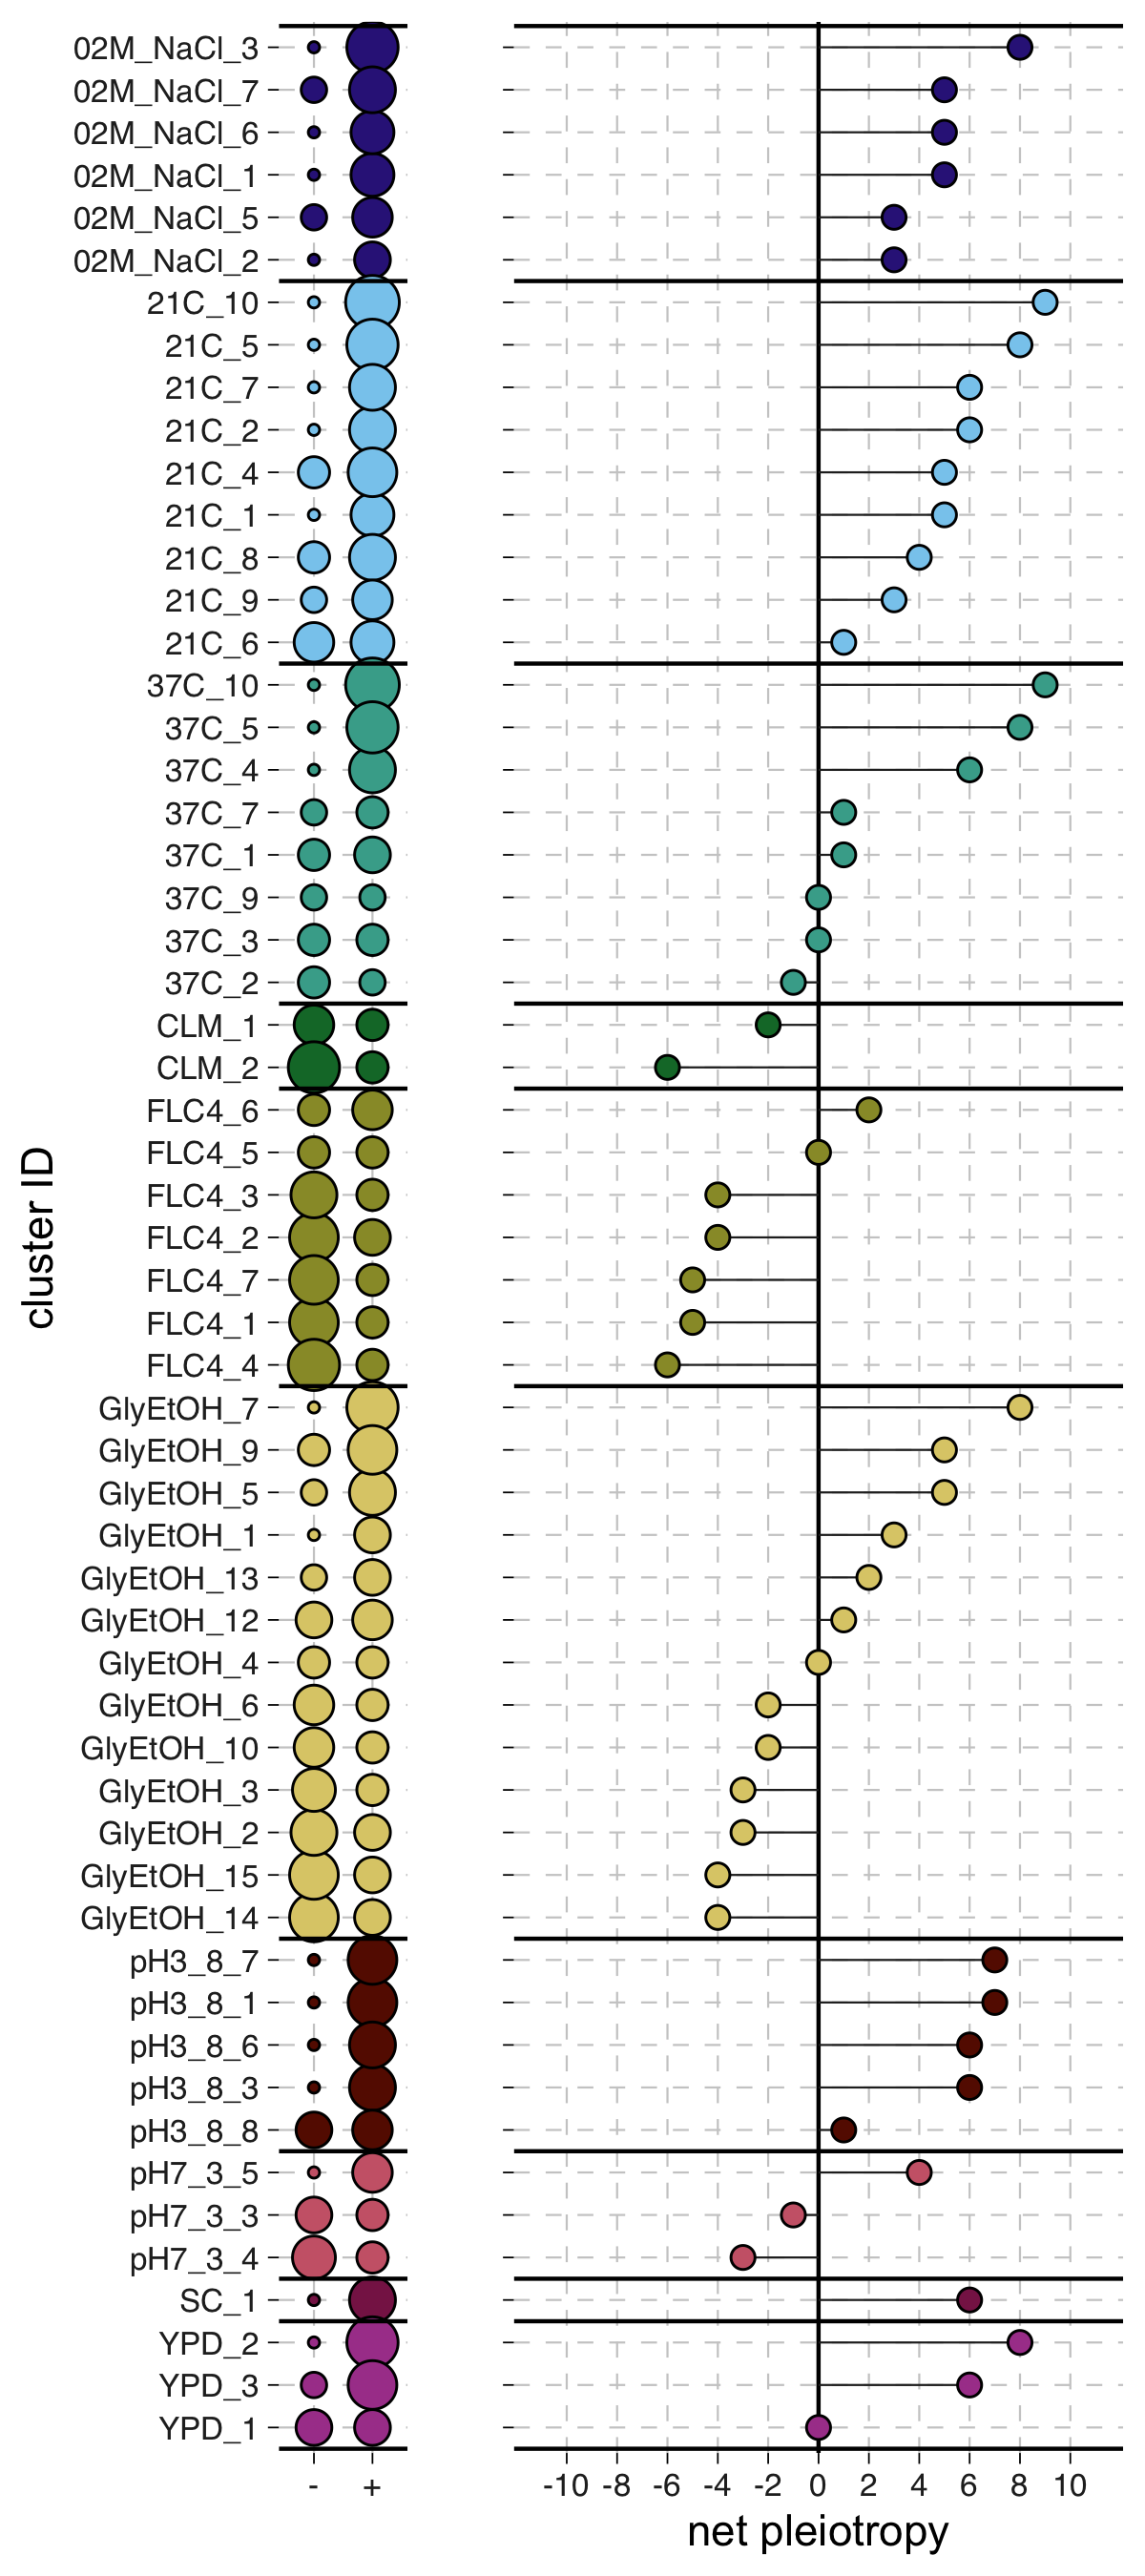 02M_NaCl_3
02M_NaCl_7
02M_NaCl_6
02M_NaCl_1
02M_NaCl_5
02M_NaCl_2
21C_10
21C_5
21C_7
21C_2
21C_4
21C_1
21C_8
21C_9
21C_6
37C_10
37C_5
37C_4
37C_7
37C_1
37C_9
37C_3
37C_2
CLM_1
CLM_2
FLC4_6
FLC4_5
FLC4_3
FLC4_2
FLC4_7
FLC4_1
FLC4_4
GlyEtOH_7
GlyEtOH_9
GlyEtOH_5
GlyEtOH_1
GlyEtOH_13
GlyEtOH_12
GlyEtOH_4
GlyEtOH_6
GlyEtOH_10
GlyEtOH_3
GlyEtOH_2
GlyEtOH_15
GlyEtOH_14
pH3_8_7
pH3_8_1
pH3_8_6
pH3_8_3
pH3_8_8
pH7_3_5
pH7_3_3
pH7_3_4
SC_1
YPD_2
YPD_3
YPD_1
cluster ID
- +
-10 -8 -6 -4 -2 0 2 4 6 8 10
net pleiotropy